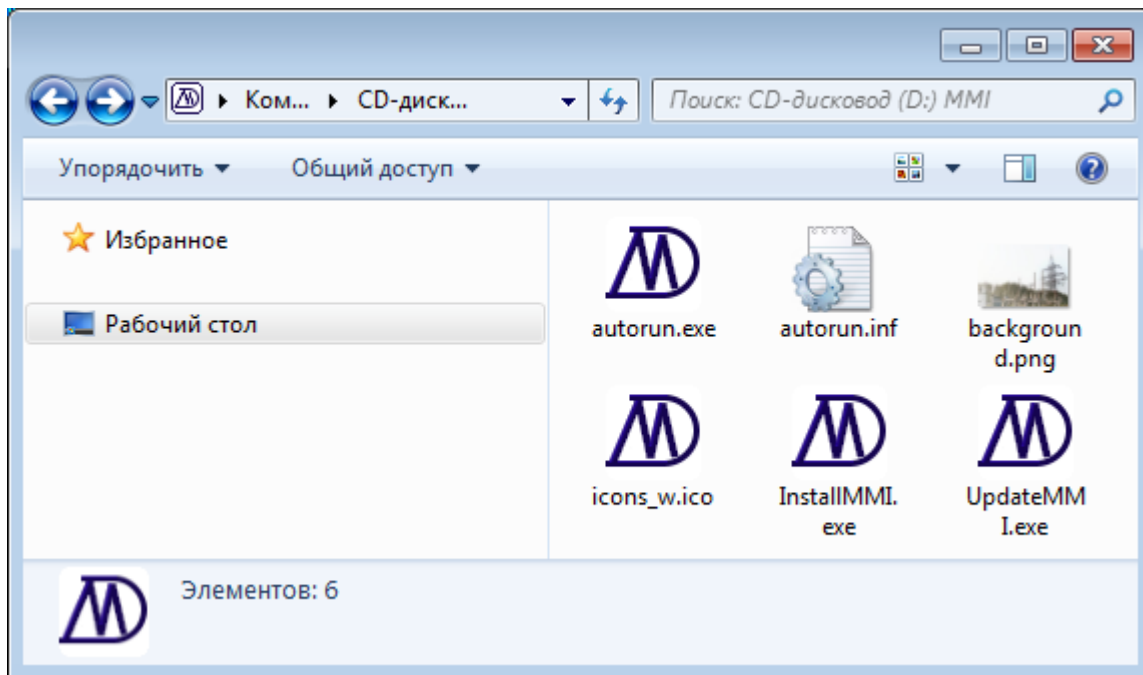 Ком... CD-диск... Поиск: CD-дисковод (D:) MMI
Упорядочить Общий доступ
Избранное
Рабочий стол
autorun.exe autorun.inf backgroun
d.png
icons_w.ico InstallMMI. UpdateMM
exe I.exe
Элементов: 6